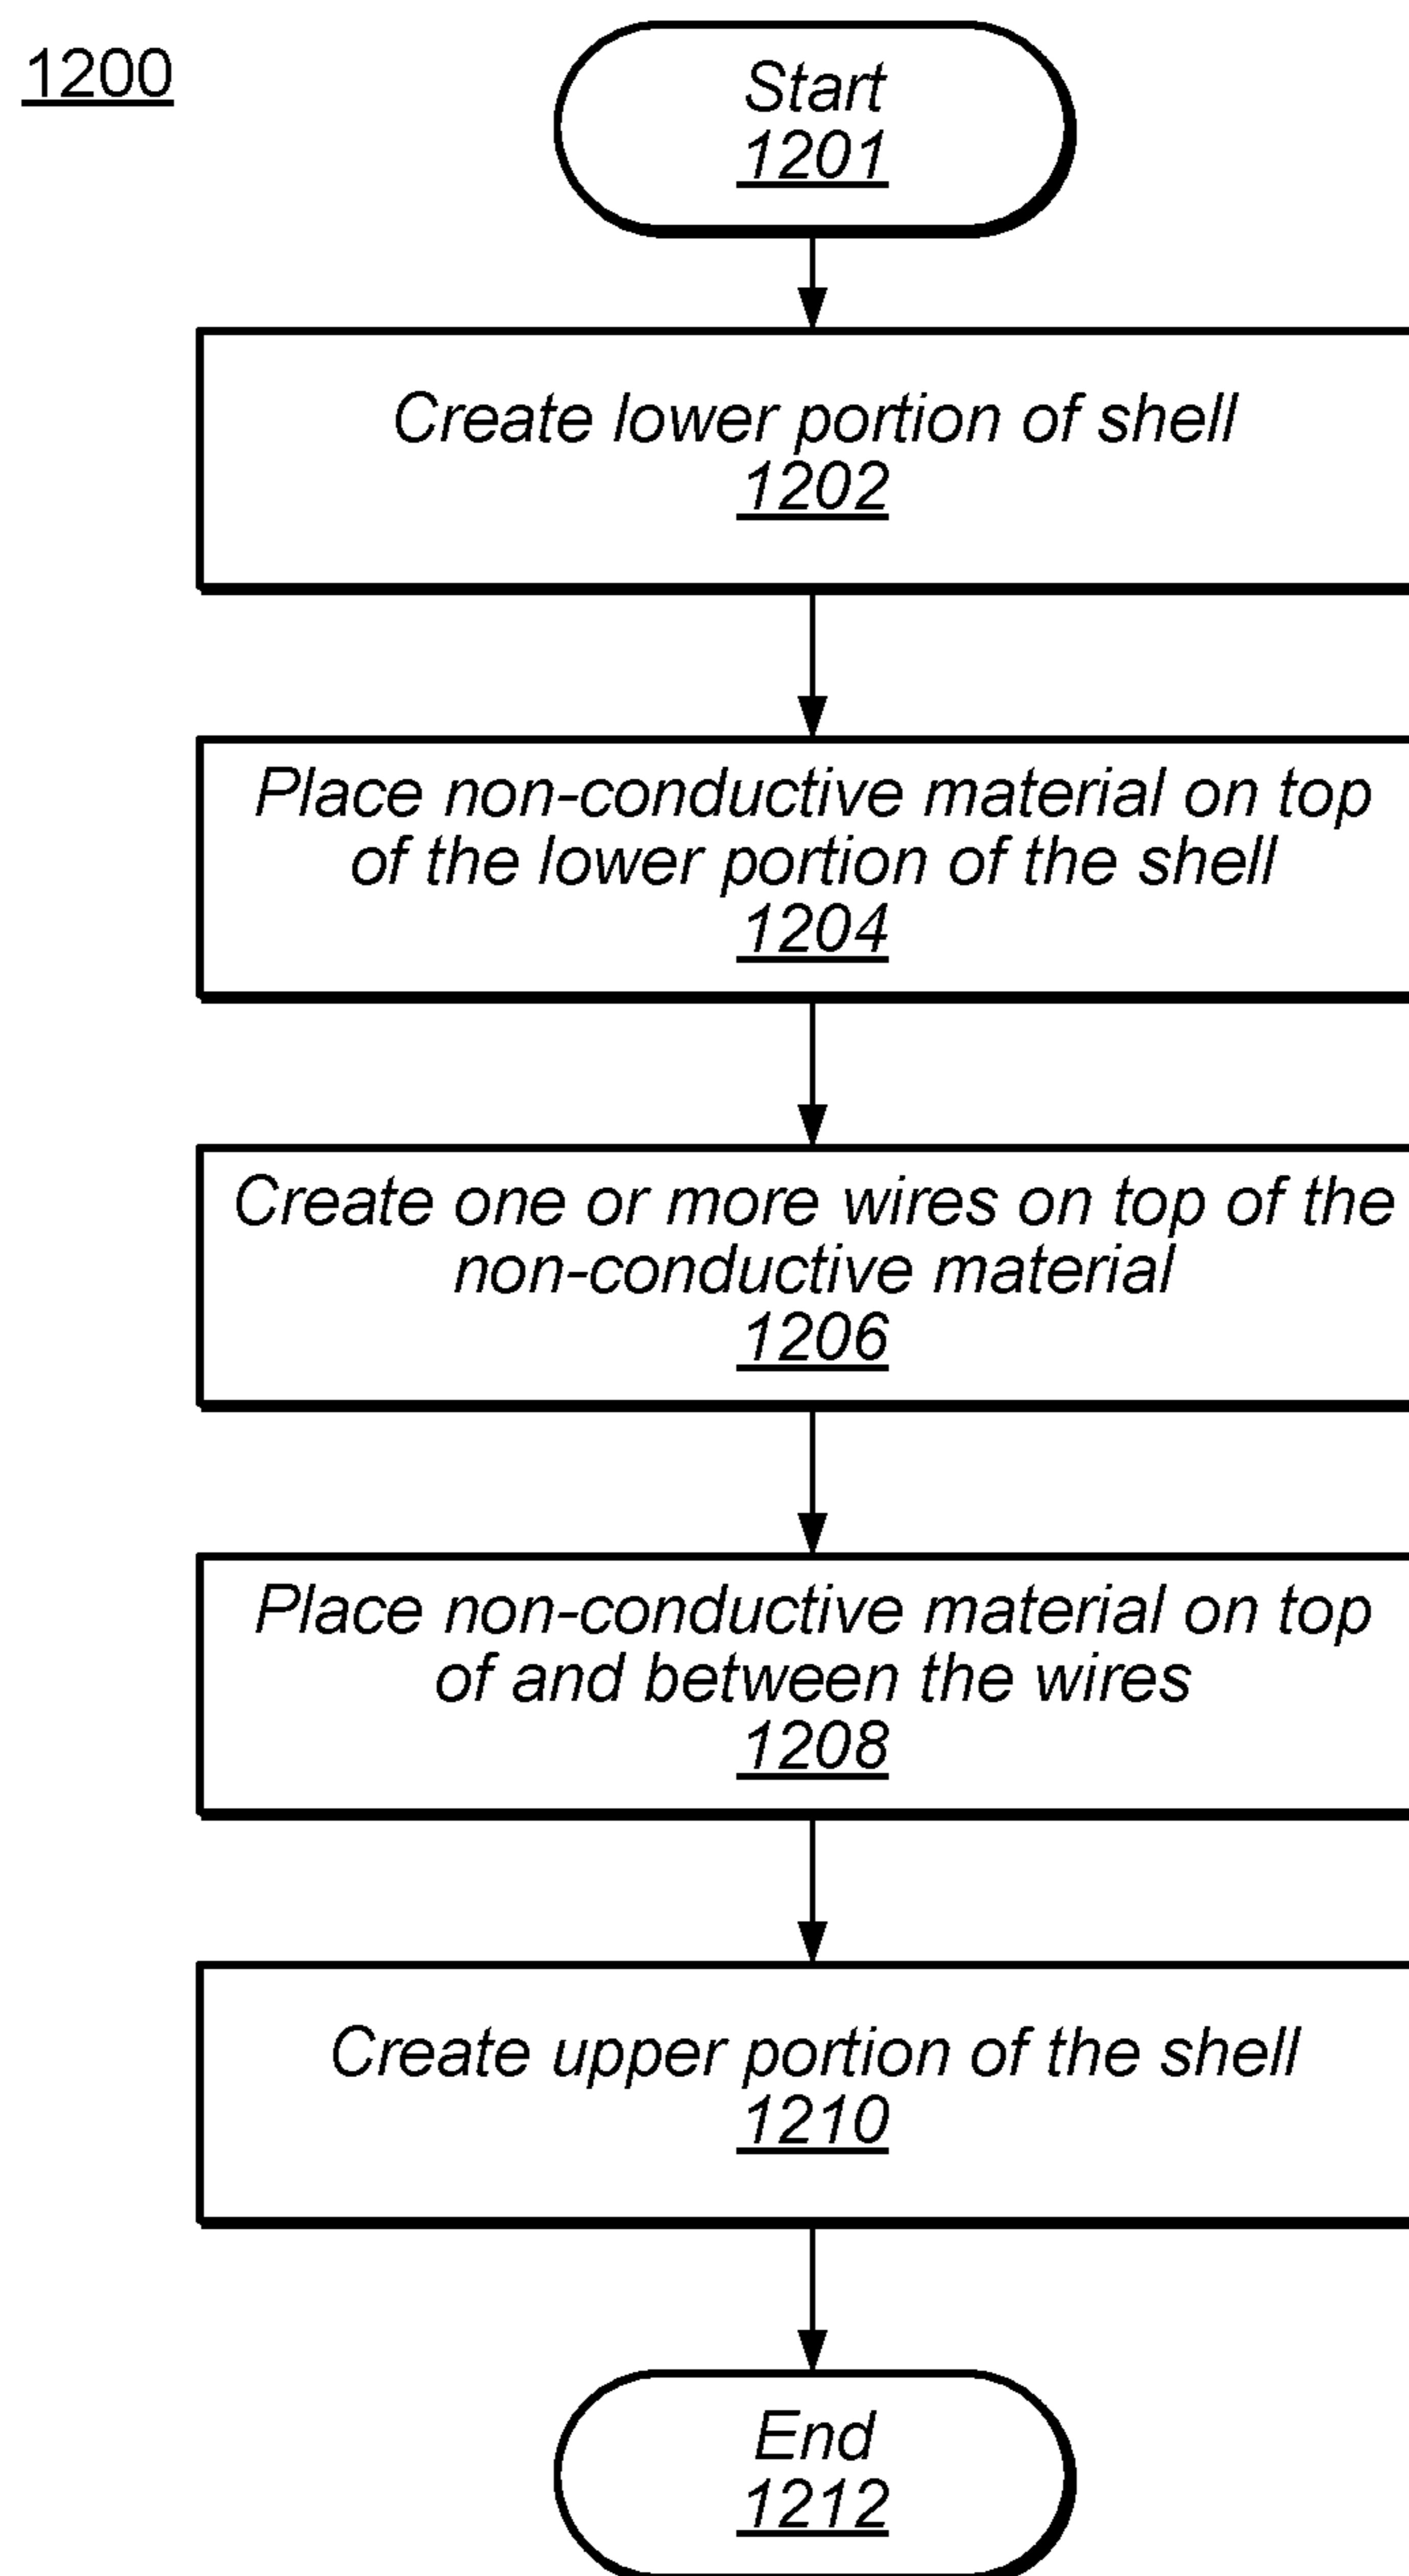 1200
Start
1201
Create lower portion of shell
1202
Place non-conductive material on top
of the lower portion of the shell
1204
Create one or more wires on top of the
non-conductive material
1206
Place non-conductive material on top
of and between the wires
1208
Create upper portion of the shell
1210
End
1212